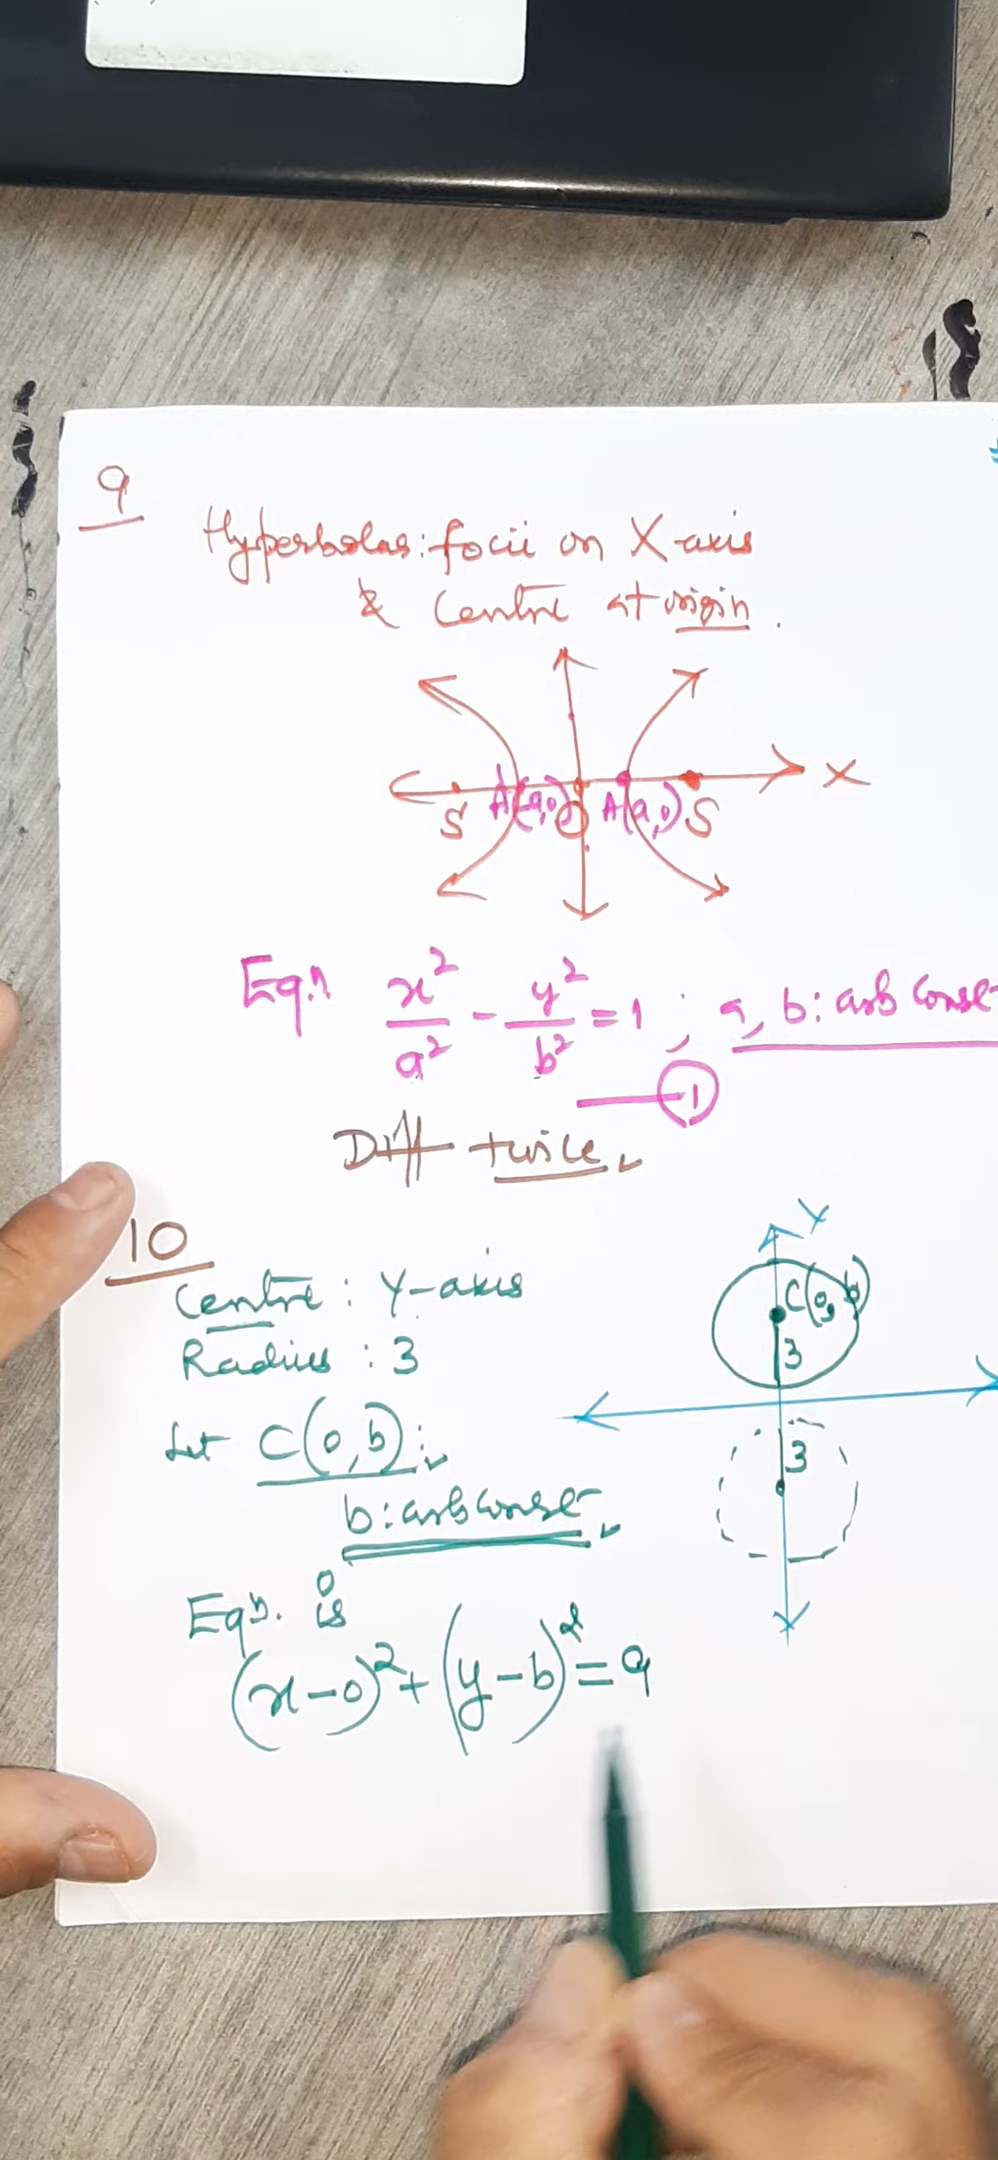 9
Hyperbolas: focii on X-axis
& Centre at origin.
X
S A'(-a,0) O A(a,0) S
Eqn x²/a² - y²/b² = 1 ; a, b: arb const
1
Diff twice
10
Y
Centre : Y-axis
C(0, b)
Radius : 3
3
Let C(0, b) ;
3
b: arb const
Eqn. is
(x-0)² + (y-b)² = 9